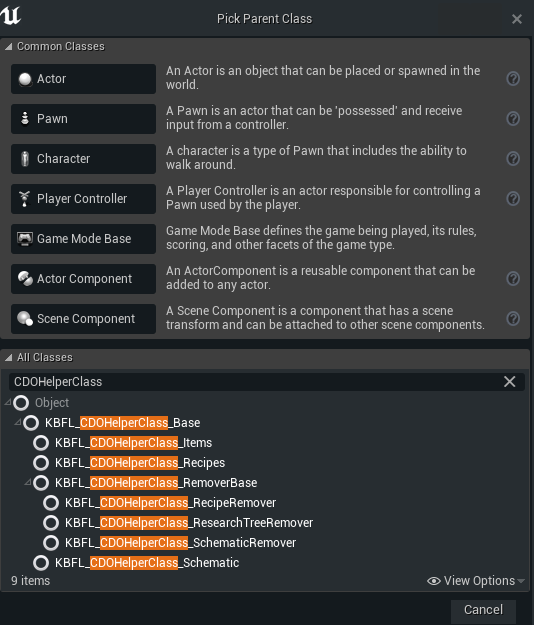 Pick Parent Class
Common Classes
Actor
An Actor is an object that can be placed or spawned in the
world.
Pawn
A Pawn is an actor that can be 'possessed' and receive
input from a controller.
Character
A character is a type of Pawn that includes the ability to
walk around.
Player Controller
A Player Controller is an actor responsible for controlling a
Pawn used by the player.
Game Mode Base
Game Mode Base defines the game being played, its rules,
scoring, and other facets of the game type.
Actor Component
An ActorComponent is a reusable component that can be
added to any actor.
Scene Component
A Scene Component is a component that has a scene
transform and can be attached to other scene components.
All Classes
CDOHelperClass
Object
KBFL_CDOHelperClass_Base
KBFL_CDOHelperClass_Items
KBFL_CDOHelperClass_Recipes
KBFL_CDOHelperClass_RemoverBase
KBFL_CDOHelperClass_RecipeRemover
KBFL_CDOHelperClass_ResearchTreeRemover
KBFL_CDOHelperClass_SchematicRemover
KBFL_CDOHelperClass_Schematic
9 items
View Options
Cancel